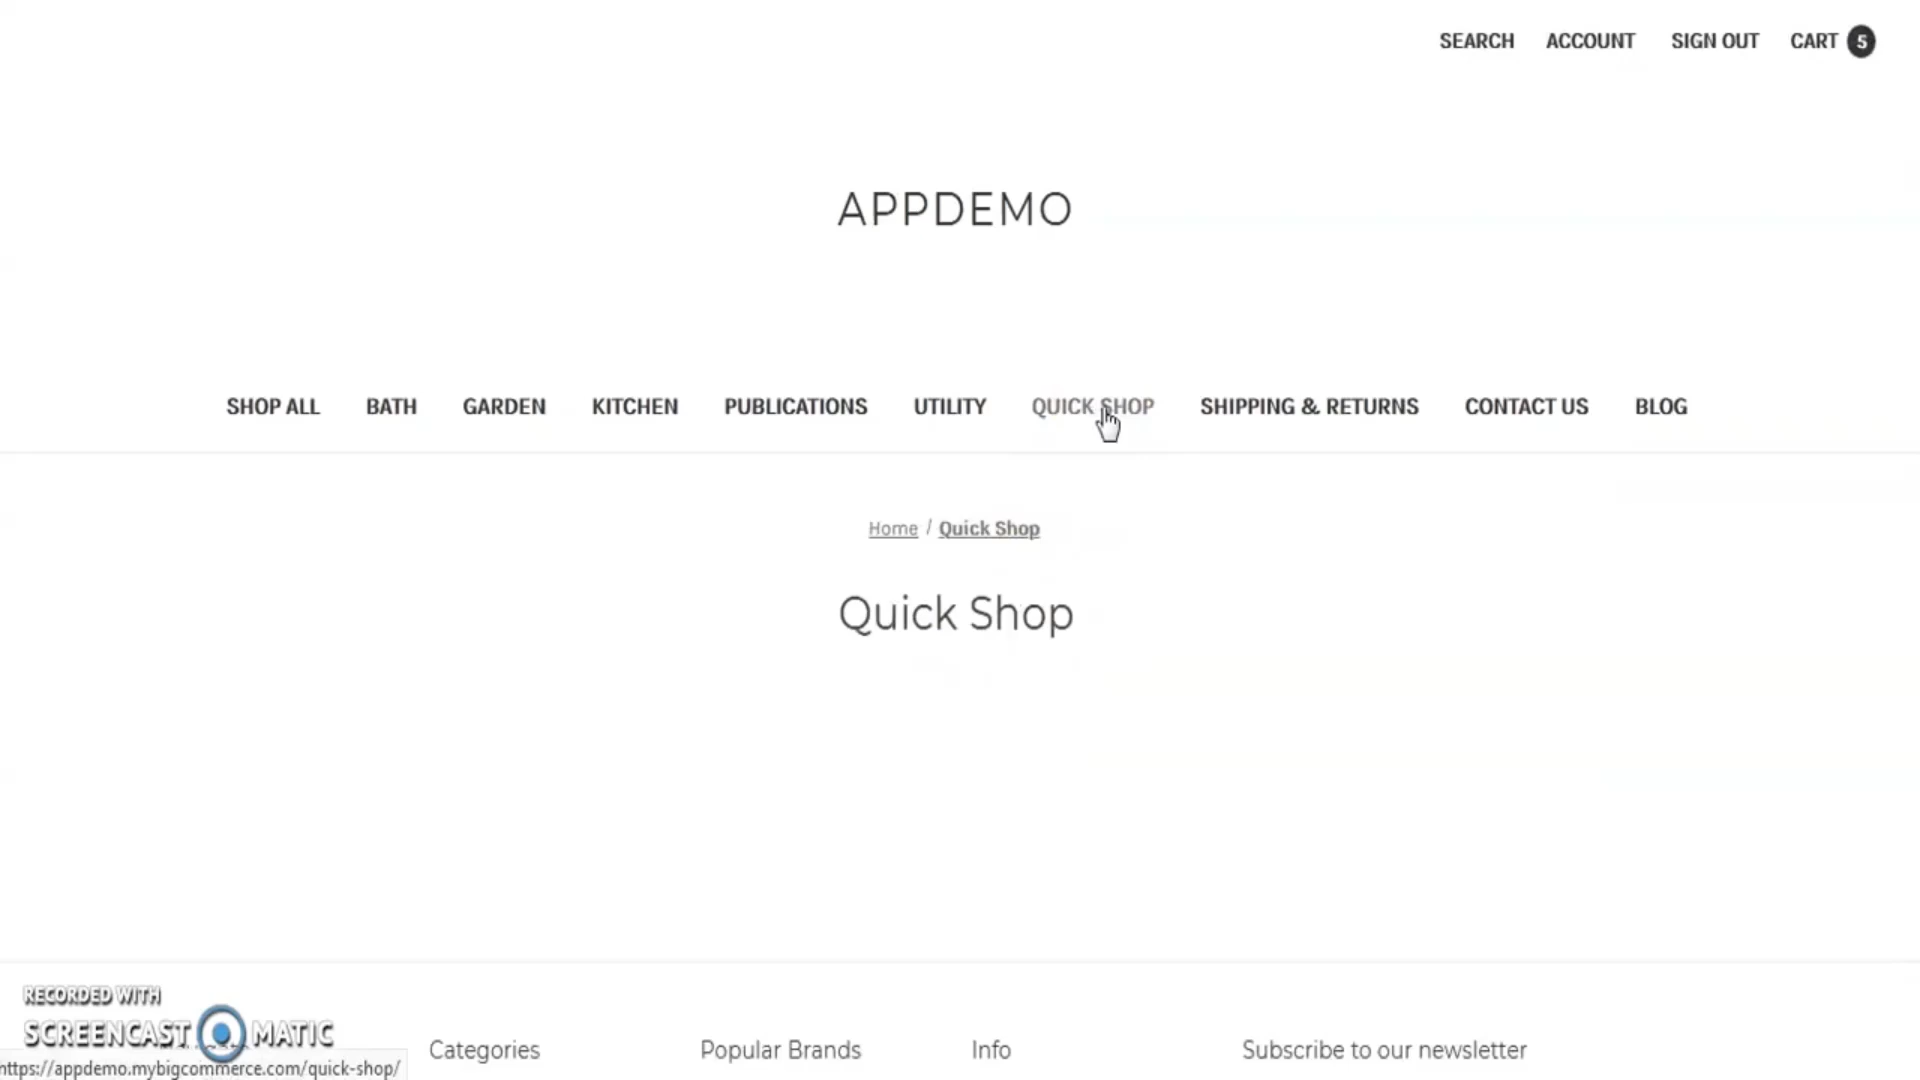 SEARCH ACCOUNT SIGN OUT CART 5
APPDEMO
SHOP ALL BATH GARDEN KITCHEN PUBLICATIONS UTILITY QUICK SHOP SHIPPING & RETURNS CONTACT US BLOG
Home / Quick Shop
Quick Shop
RECORDED WITH
SCREENCAST MATIC
Categories Popular Brands Info Subscribe to our newsletter
https://appdemo.mybigcommerce.com/quick-shop/